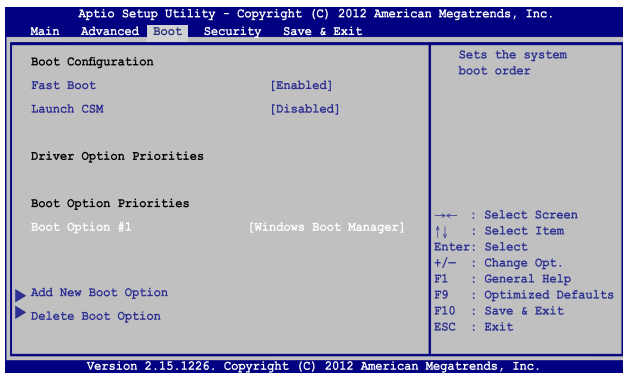 Aptio Setup Utility - Copyright (C) 2012 American Megatrends, Inc.
Main Advanced Boot Security Save & Exit
Boot Configuration
Fast Boot [Enabled]
Launch CSM [Disabled]
Driver Option Priorities
Boot Option Priorities
Boot Option #1 [Windows Boot Manager]
Add New Boot Option
Delete Boot Option
Sets the system
boot order
→← : Select Screen
↑↓ : Select Item
Enter: Select
+/— : Change Opt.
F1 : General Help
F9 : Optimized Defaults
F10 : Save & Exit
ESC : Exit
Version 2.15.1226. Copyright (C) 2012 American Megatrends, Inc.